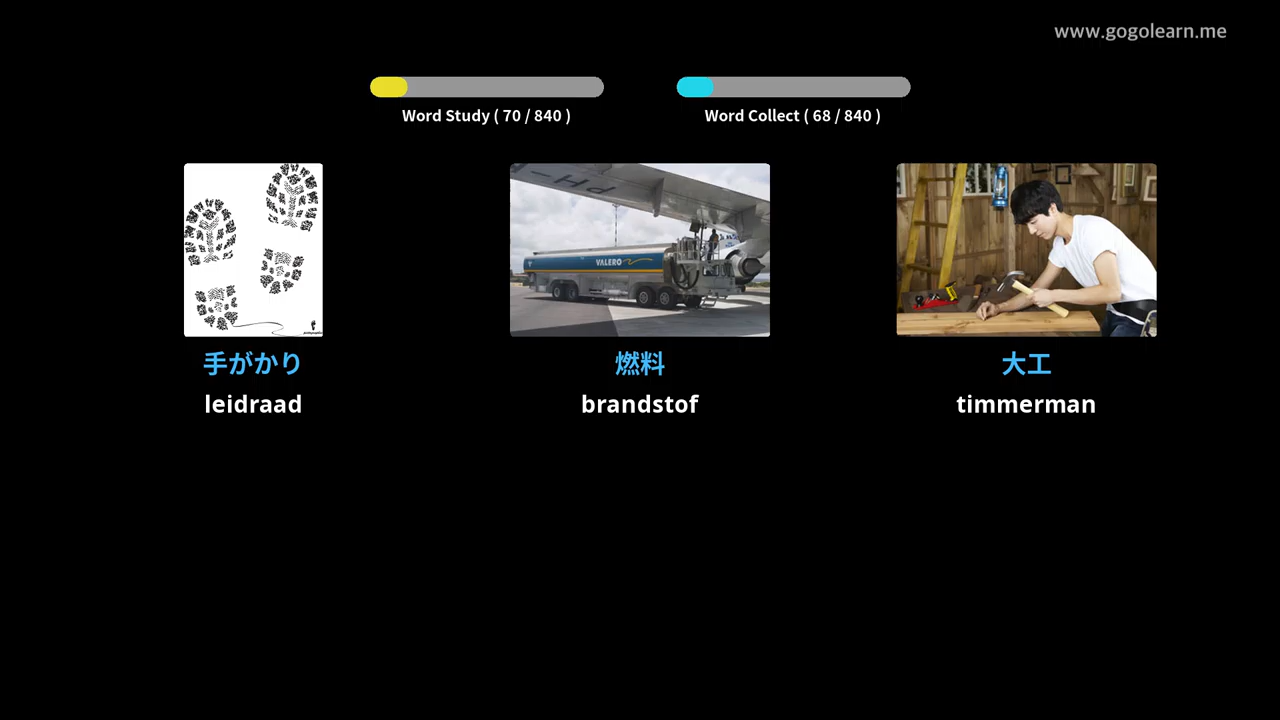 www.gogolearn.me
Word Study ( 70 / 840 )
Word Collect ( 68 / 840 )
VALERO
手がかり
燃料
大工
leidraad
brandstof
timmerman